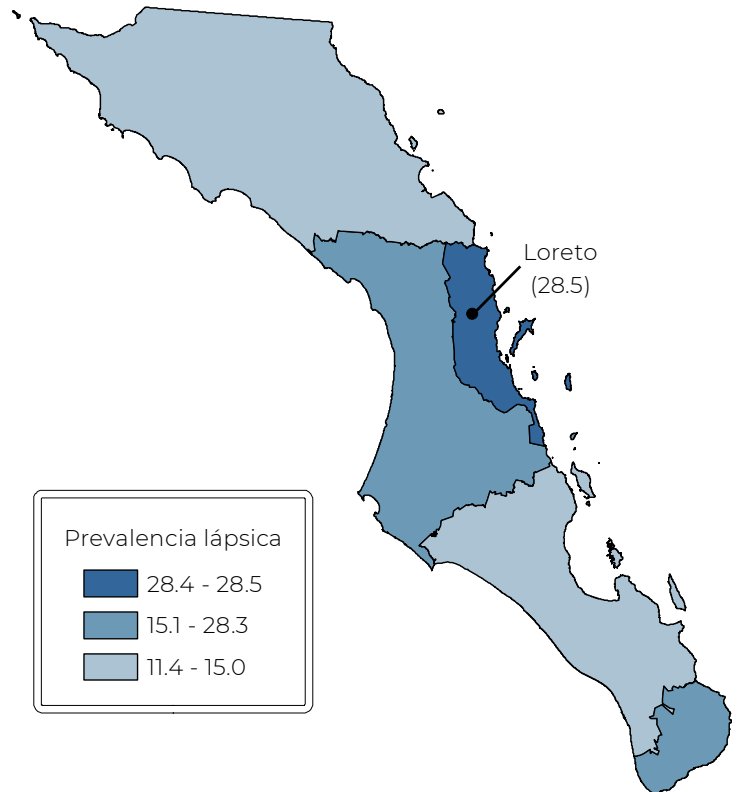 Loreto
(28.5)
Prevalencia lápsica
28.4 - 28.5
15.1 - 28.3
11.4 - 15.0